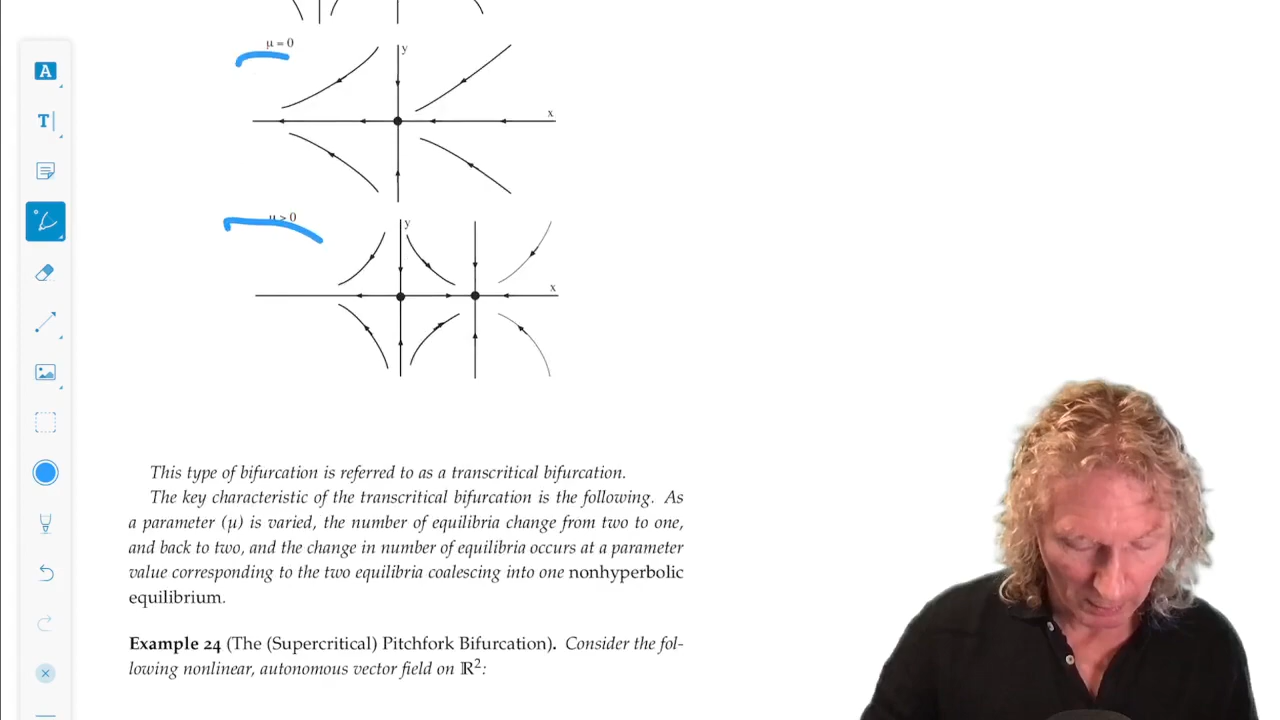 μ = 0
y
x
μ > 0
y
x
This type of bifurcation is referred to as a transcritical bifurcation.
The key characteristic of the transcritical bifurcation is the following. As
a parameter (μ) is varied, the number of equilibria change from two to one,
and back to two, and the change in number of equilibria occurs at a parameter
value corresponding to the two equilibria coalescing into one nonhyperbolic
equilibrium.
Example 24 (The (Supercritical) Pitchfork Bifurcation). Consider the fol-
lowing nonlinear, autonomous vector field on ℝ²:
A
T